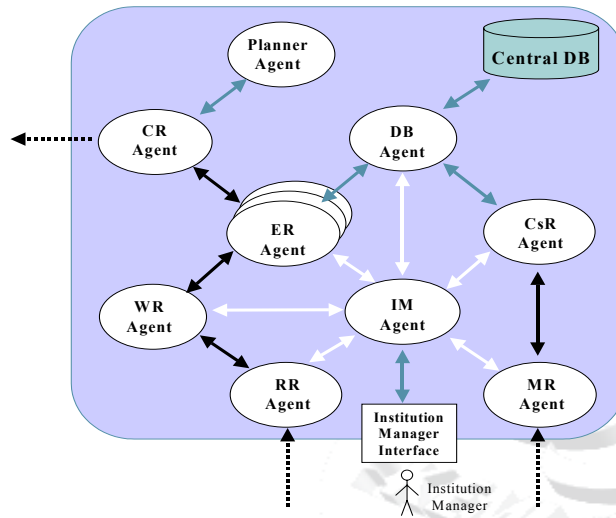 Planner
Agent
Central DB
CR
Agent
DB
Agent
ER
Agent
CsR
Agent
WR
Agent
IM
Agent
RR
Agent
MR
Agent
Institution
Manager
Interface
Institution
Manager